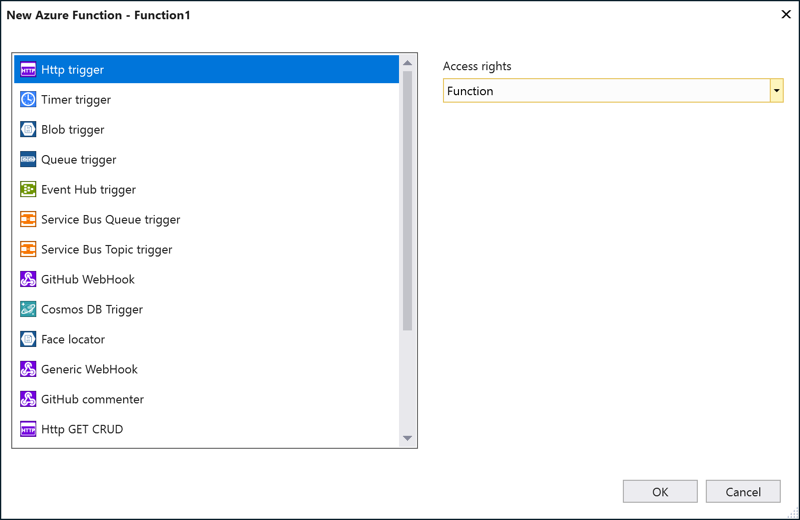 New Azure Function - Function1
Http trigger
Timer trigger
Blob trigger
Queue trigger
Event Hub trigger
Service Bus Queue trigger
Service Bus Topic trigger
GitHub WebHook
Cosmos DB Trigger
Face locator
Generic WebHook
GitHub commenter
HTTP Http GET CRUD
Access rights
Function
OK
Cancel